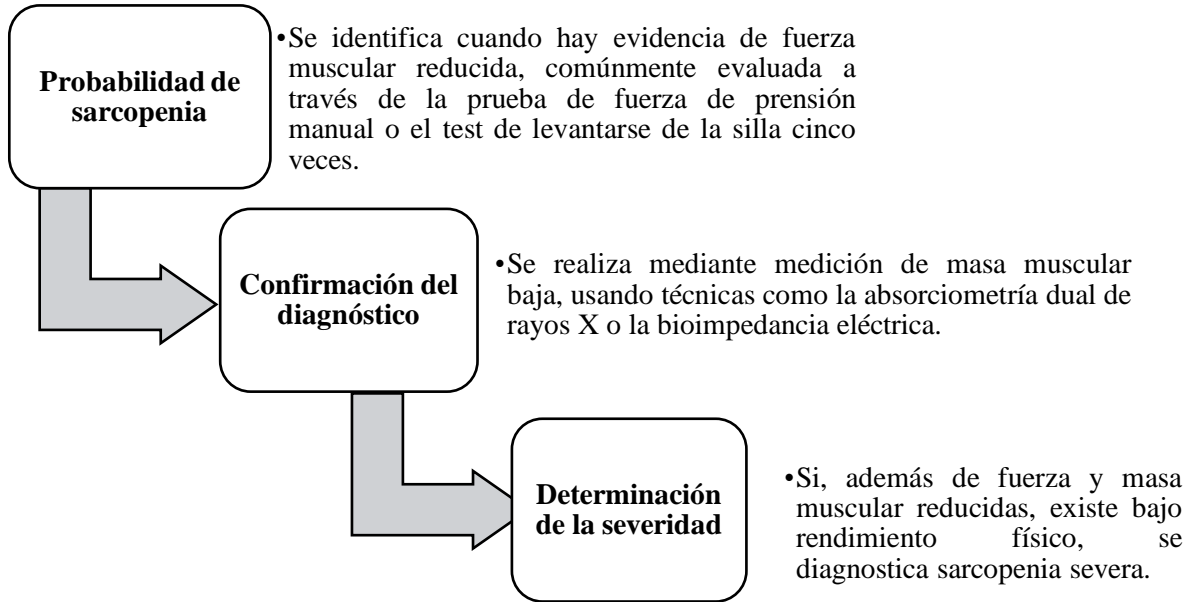 Probabilidad de
sarcopenia
•Se identifica cuando hay evidencia de fuerza
muscular reducida, comúnmente evaluada a
través de la prueba de fuerza de prensión
manual o el test de levantarse de la silla cinco
veces.
Confirmación del
diagnóstico
•Se realiza mediante medición de masa muscular
baja, usando técnicas como la absorciometría dual de
rayos X o la bioimpedancia eléctrica.
Determinación
de la severidad
•Si, además de fuerza y masa
muscular reducidas, existe bajo
rendimiento físico, se
diagnostica sarcopenia severa.